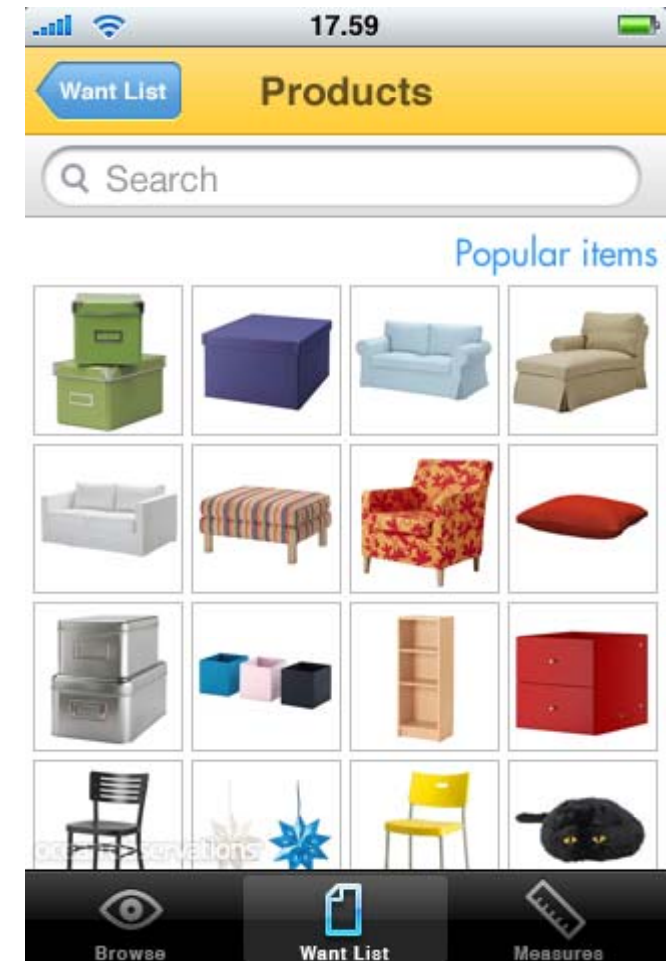 17.59
Want List
Products
Search
Popular items
Browse
Want List
Measures